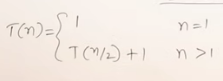 T(n)= { 1 n=1
T(n/2)+1 n>1